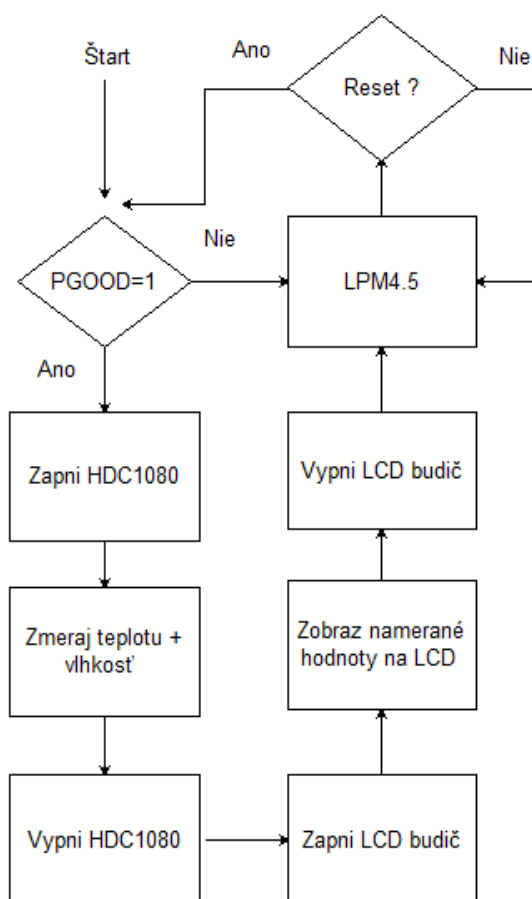 Štart
Ano
Reset ?
Nie
PGOOD=1
Nie
LPM4.5
Ano
Zapni HDC1080
Vypni LCD budič
Zmeraj teplotu +
vlhkosť
Zobraz namerané
hodnoty na LCD
Vypni HDC1080
Zapni LCD budič